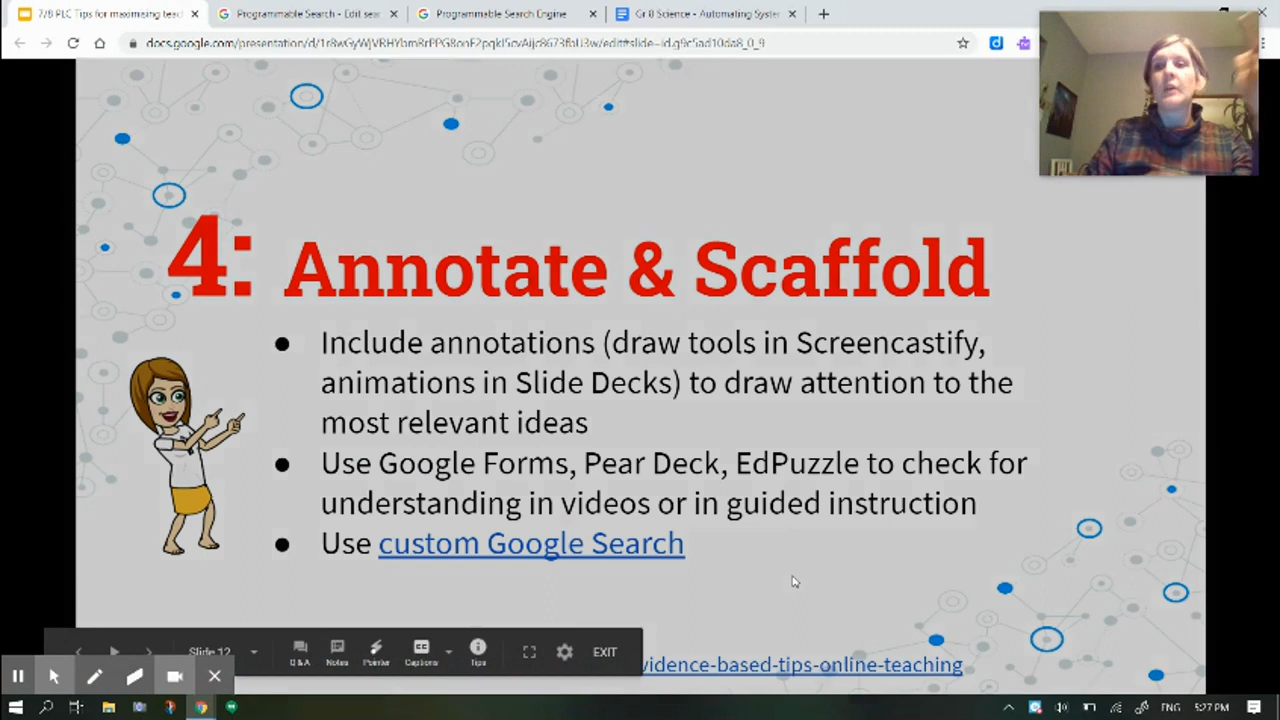 7/8 PLC Tips for maximising teac
Programmable Search - Edit sear
Programmable Search Engine
Gr 8 Science - Automating System
4: Annotate & Scaffold
● Include annotations (draw tools in Screencastify,
animations in Slide Decks) to draw attention to the
most relevant ideas
● Use Google Forms, Pear Deck, EdPuzzle to check for
understanding in videos or in guided instruction
● Use custom Google Search
Slide 12
Q & A
Notes
Pointer
Captions
Tips
EXIT
vidence-based-tips-online-teaching
ENG
5:27 PM